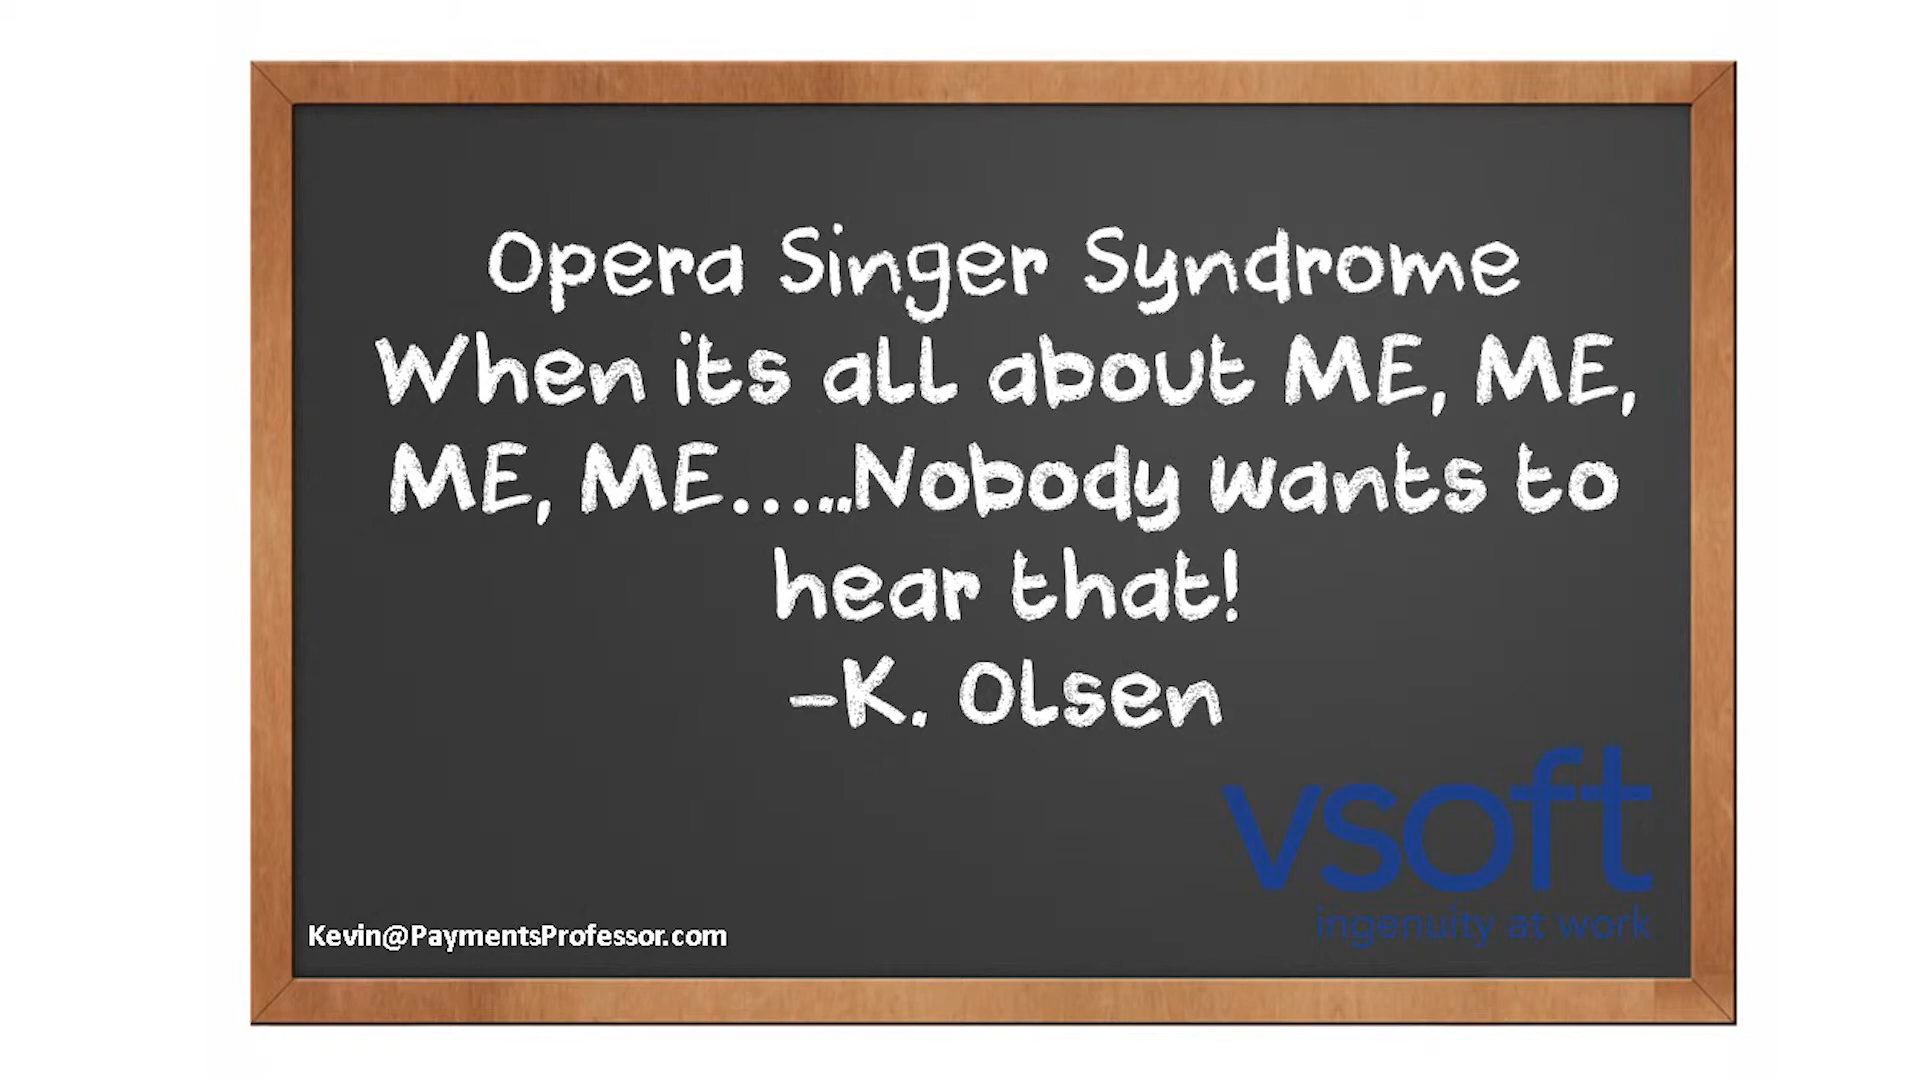 Opera Singer Syndrome
When its all about ME, ME,
ME, ME…..Nobody wants to
hear that!
-K. Olsen
vsoft
ingenuity at work
Kevin@PaymentsProfessor.com